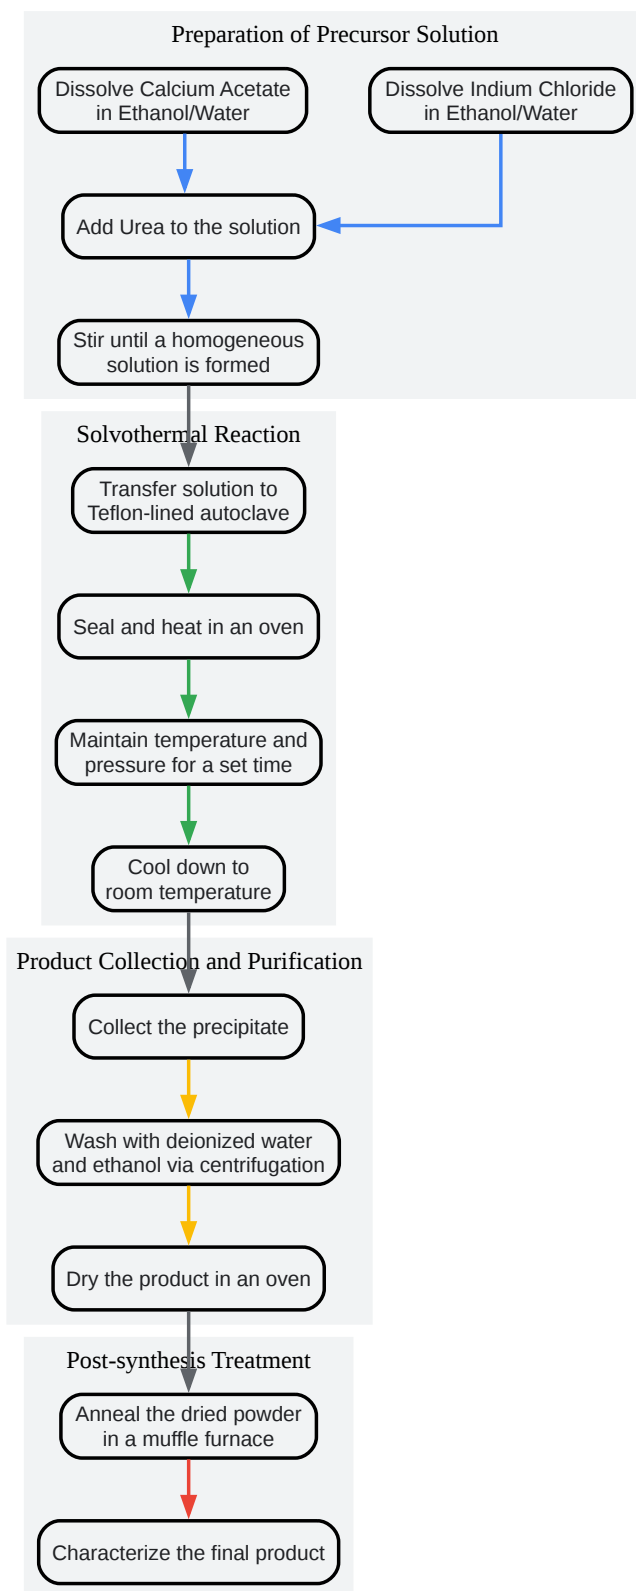 Preparation of Precursor Solution
Dissolve Calcium Acetate
in Ethanol/Water
Dissolve Indium Chloride
in Ethanol/Water
Add Urea to the solution
Stir until a homogeneous
solution is formed
Solvothermal Reaction
Transfer solution to
Teflon-lined autoclave
Seal and heat in an oven
Maintain temperature and
pressure for a set time
Cool down to
room temperature
Product Collection and Purification
Collect the precipitate
Wash with deionized water
and ethanol via centrifugation
Dry the product in an oven
Post-synthesis Treatment
Anneal the dried powder
in a muffle furnace
Characterize the final product